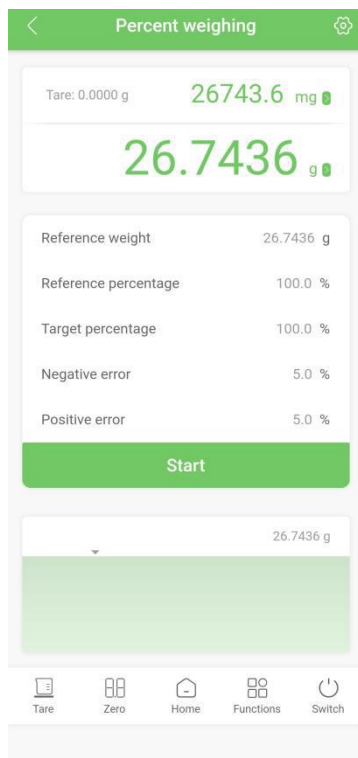 Percent weighing
Tare: 0.0000 g 26743.6 mg
26.7436 g
Reference weight 26.7436 g
Reference percentage 100.0 %
Target percentage 100.0 %
Negative error 5.0 %
Positive error 5.0 %
Start
26.7436 g
Tare Zero Home Functions Switch